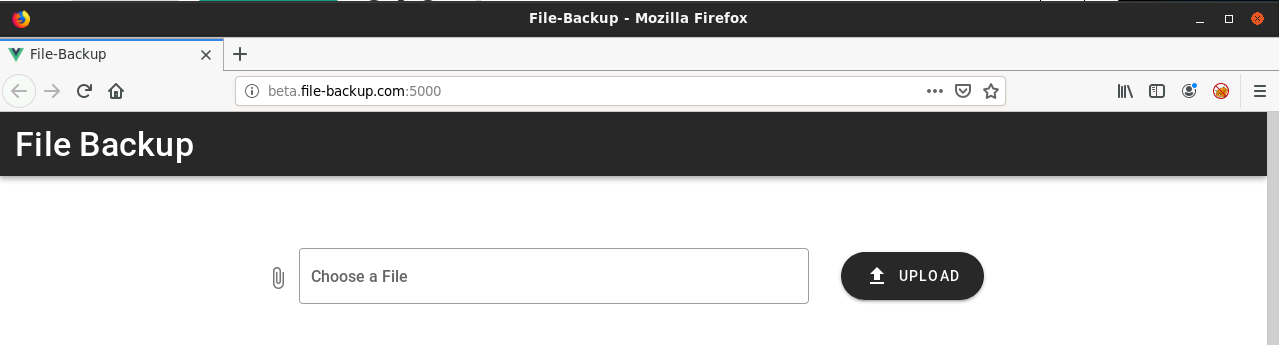 File-Backup - Mozilla Firefox
File-Backup
beta.file-backup.com:5000
File Backup
Choose a File
UPLOAD